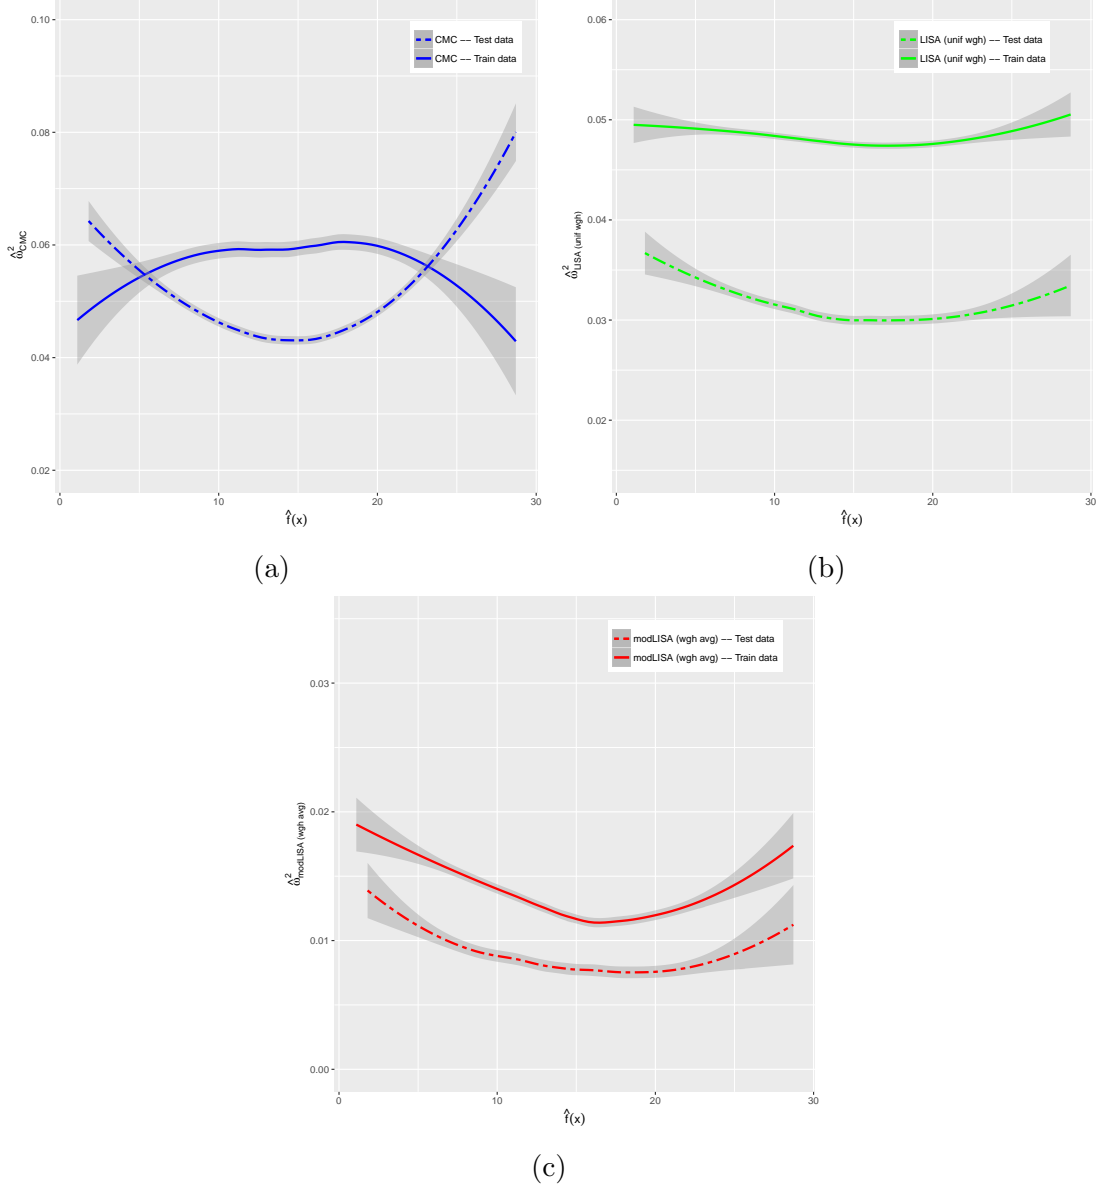 0.10
0.08
0.06
0.04
0.02
ω̂²CMC
CMC −− Test data
CMC −− Train data
0
10
20
30
f̂(x)
(a)
0.06
0.05
0.04
0.03
0.02
ω̂²LISA (unif wgh)
LISA (unif wgh) −− Test data
LISA (unif wgh) −− Train data
0
10
20
30
f̂(x)
(b)
0.03
0.02
0.01
0.00
ω̂²modLISA (wgh avg)
modLISA (wgh avg) −− Test data
modLISA (wgh avg) −− Train data
0
10
20
30
f̂(x)
(c)